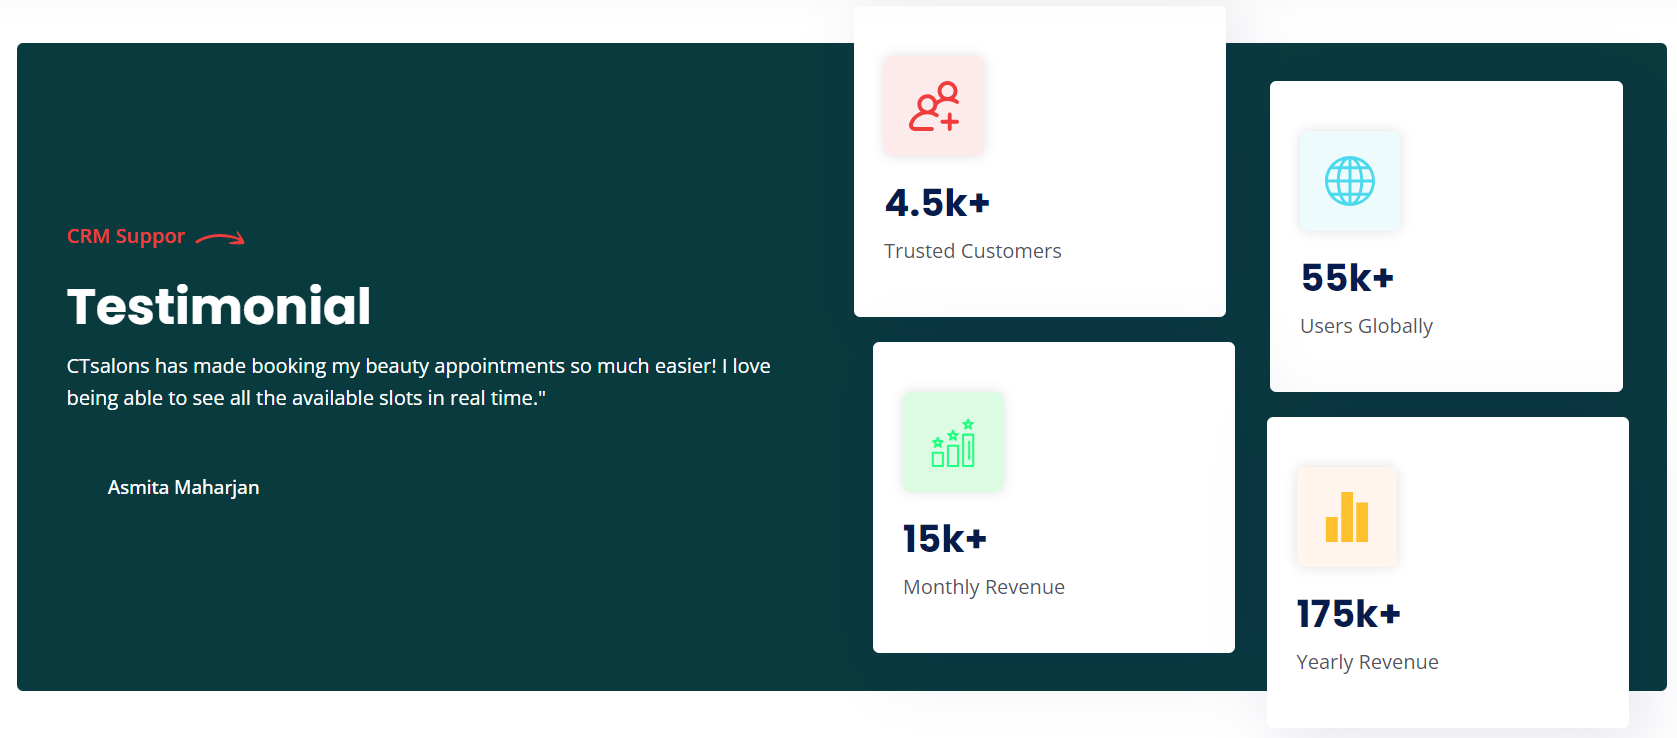 CRM Suppor
Testimonial
CTsalons has made booking my beauty appointments so much easier! I love
being able to see all the available slots in real time."
Asmita Maharjan
4.5k+
Trusted Customers
55k+
Users Globally
15k+
Monthly Revenue
175k+
Yearly Revenue